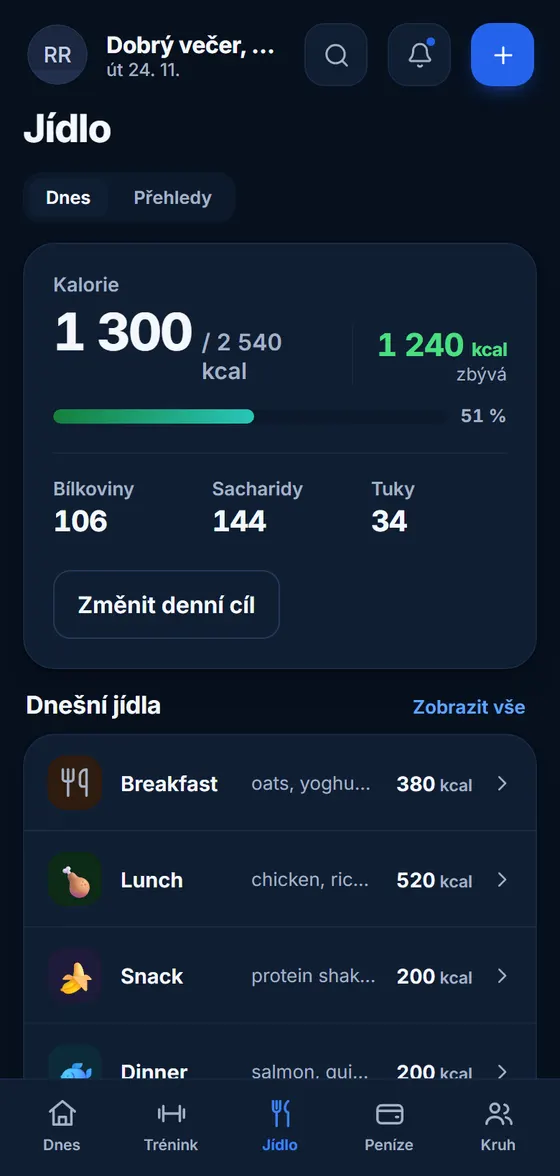 RR
Dobrý večer, ...
út 24. 11.
Jídlo
Dnes
Přehledy
Kalorie
1 300 / 2 540 kcal
1 240 kcal
zbývá
51 %
Bílkoviny
106
Sacharidy
144
Tuky
34
Změnit denní cíl
Dnešní jídla
Zobrazit vše
Breakfast oats, yoghu... 380 kcal
Lunch chicken, ric... 520 kcal
Snack protein shak... 200 kcal
Dinner salmon, qui... 200 kcal
Dnes
Trénink
Jídlo
Peníze
Kruh